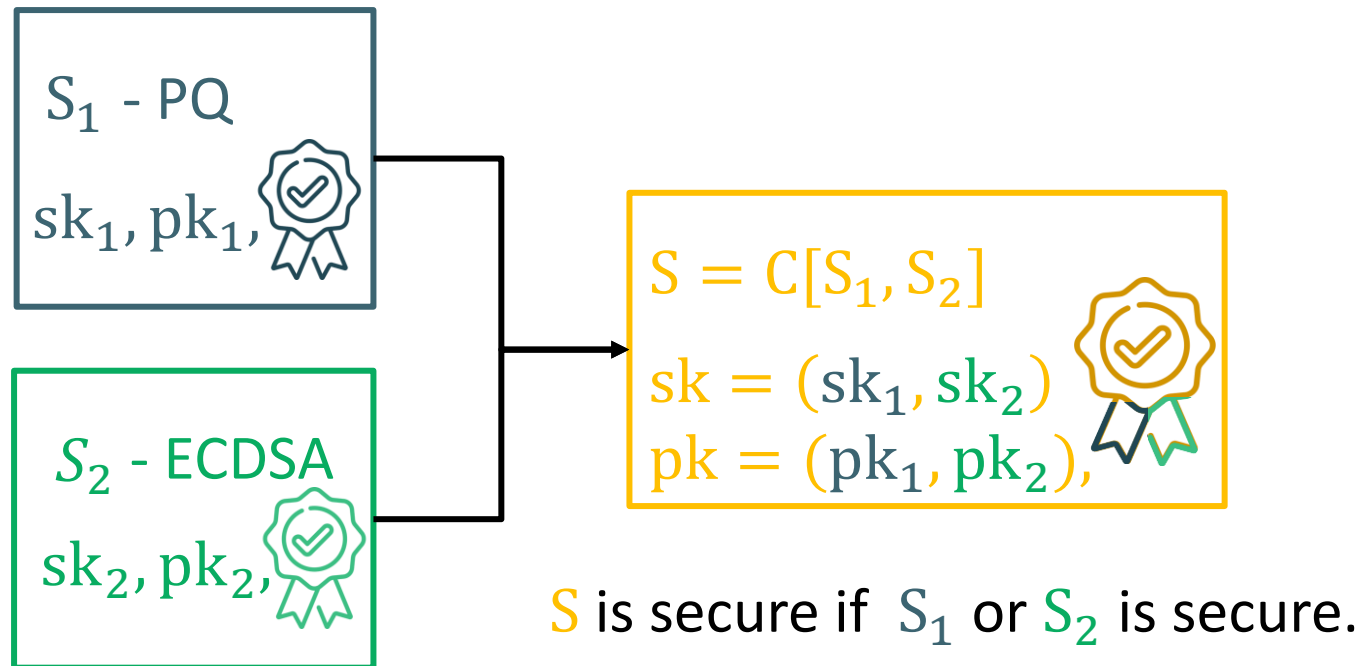 S₁ - PQ
sk₁, pk₁,
S₂ - ECDSA
sk₂, pk₂,
S = C[S₁, S₂]
sk = (sk₁, sk₂)
pk = (pk₁, pk₂),
S is secure if S₁ or S₂ is secure.